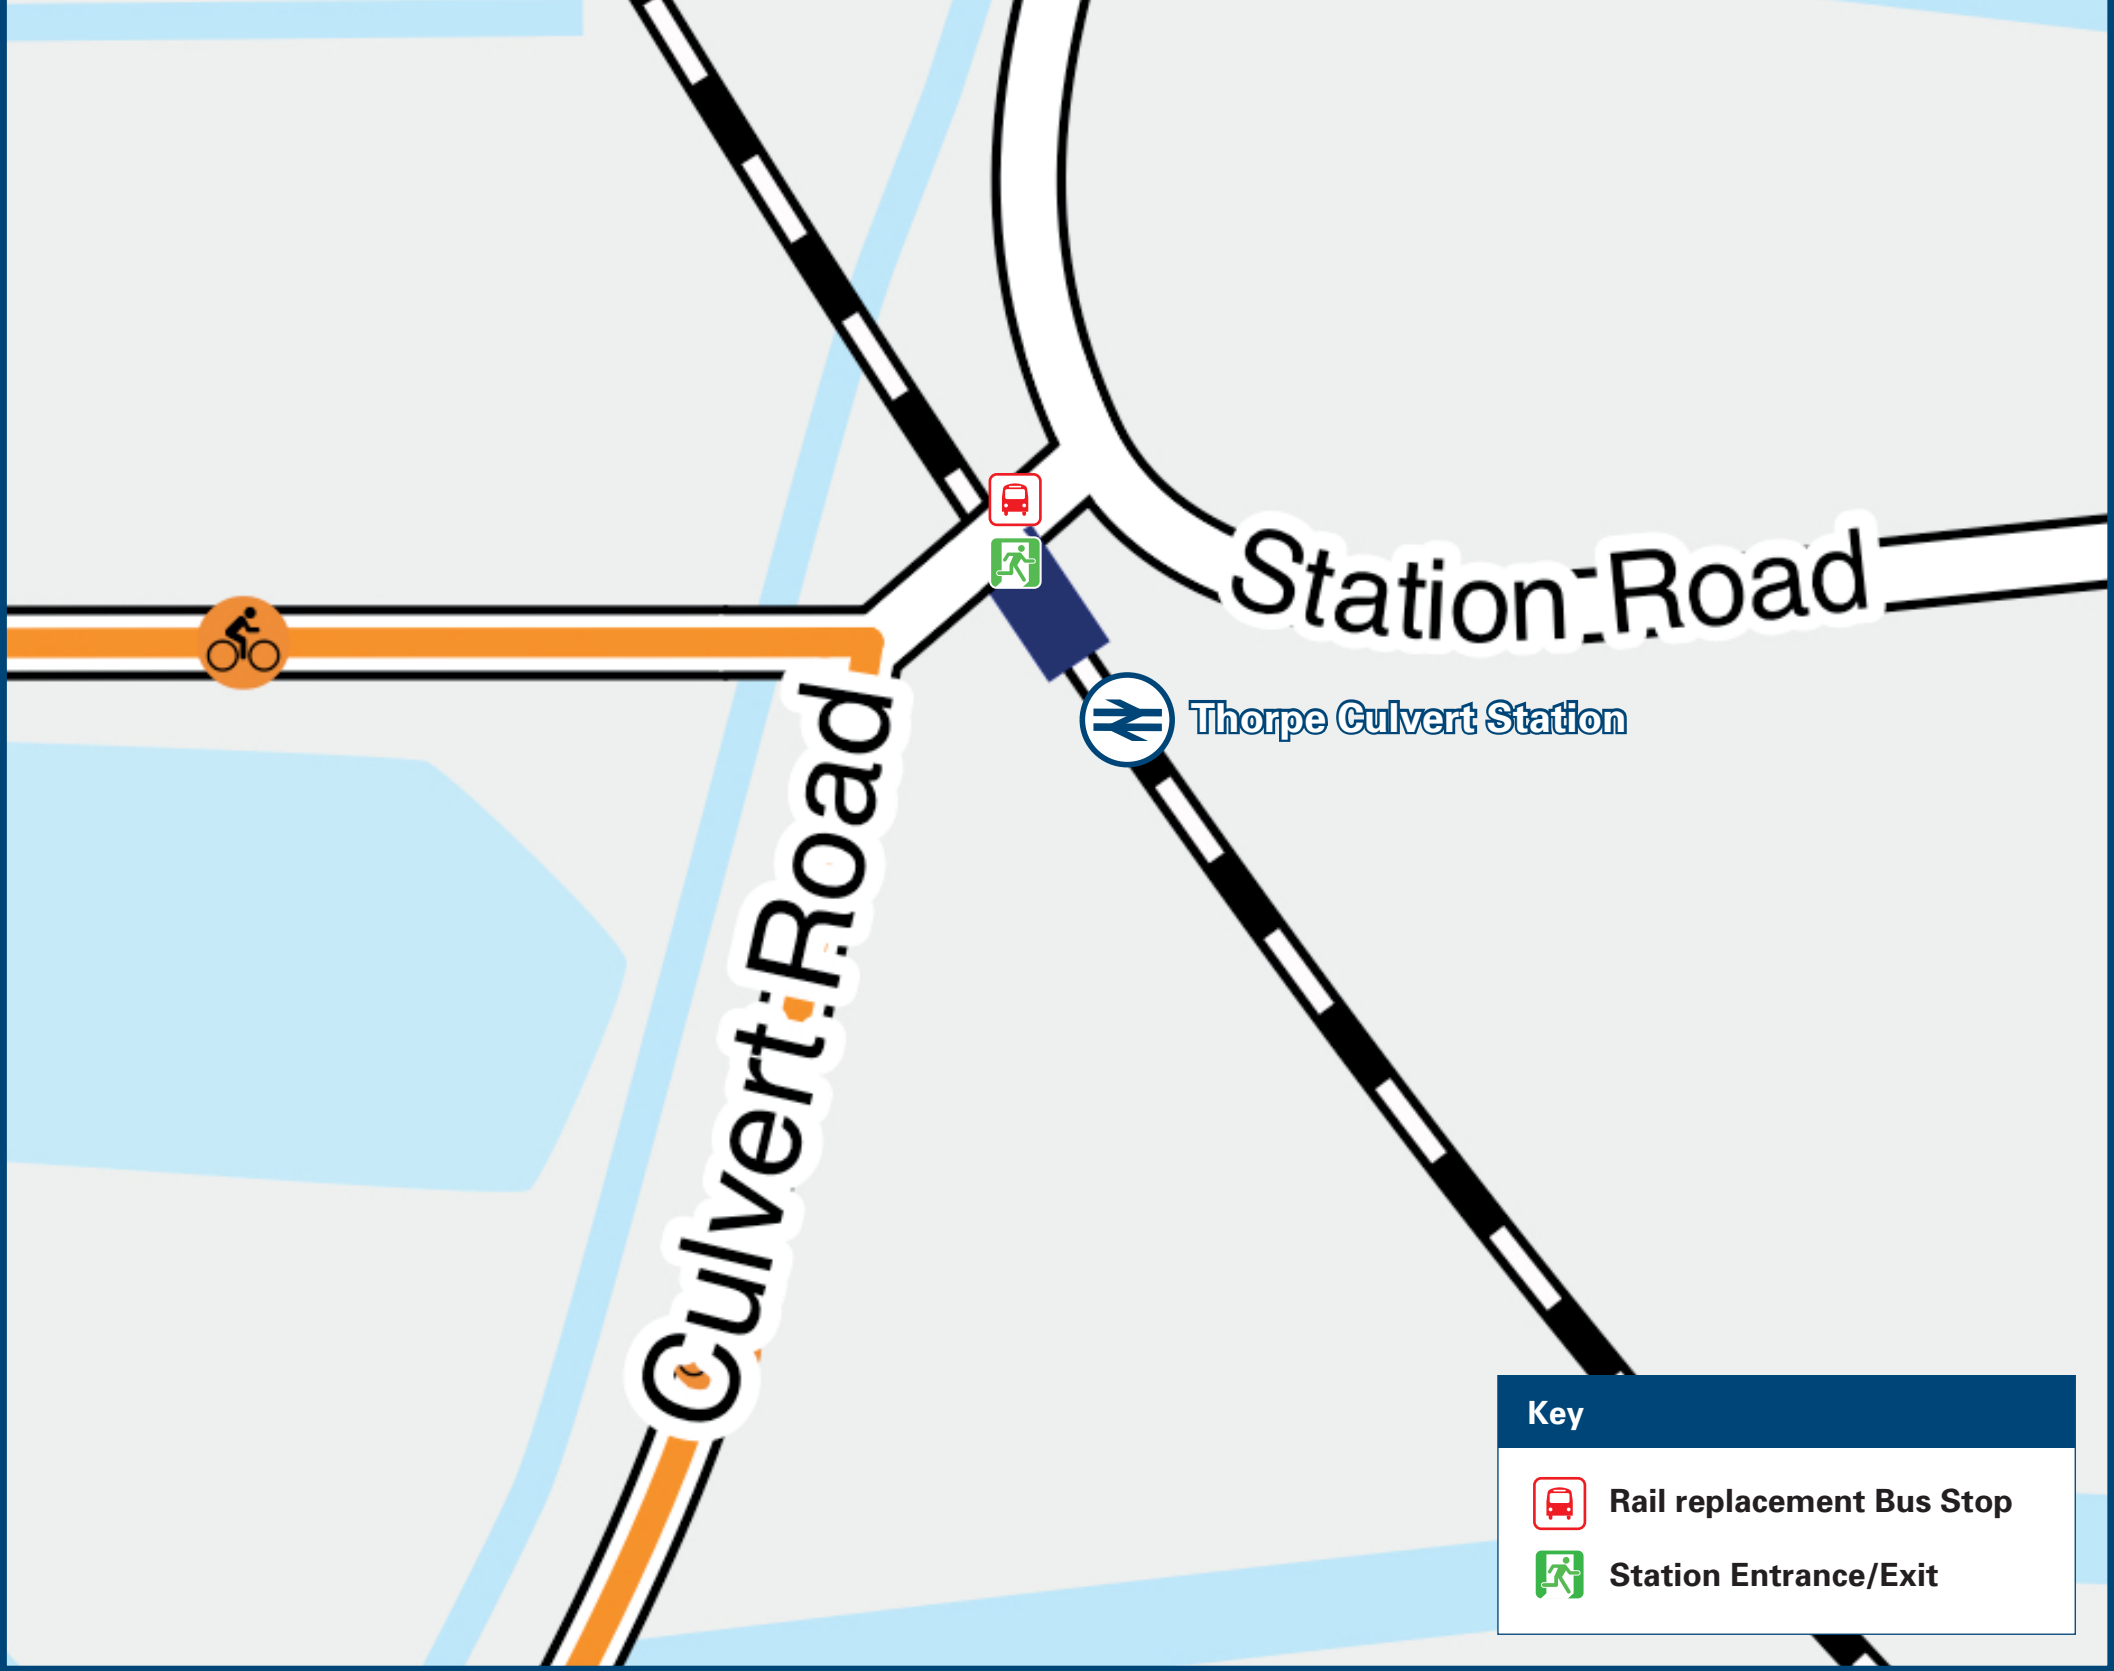 Station Road
Thorpe Culvert Station
Culvert Road
Key
Rail replacement Bus Stop
Station Entrance/Exit